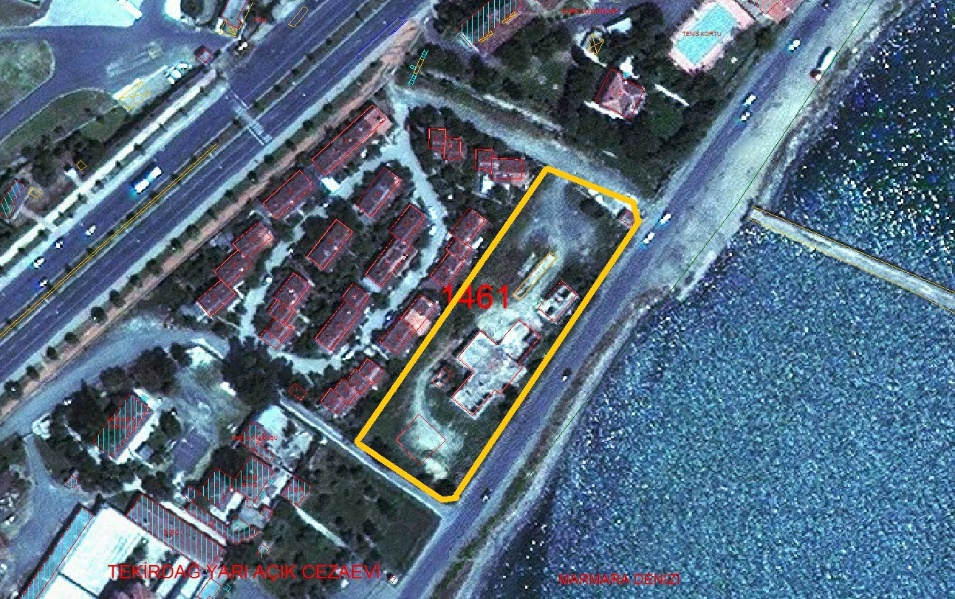 TENİS KORTU
1461
TEKİRDAĞ YARI AÇIK CEZAEVİ
MARMARA DENİZİ